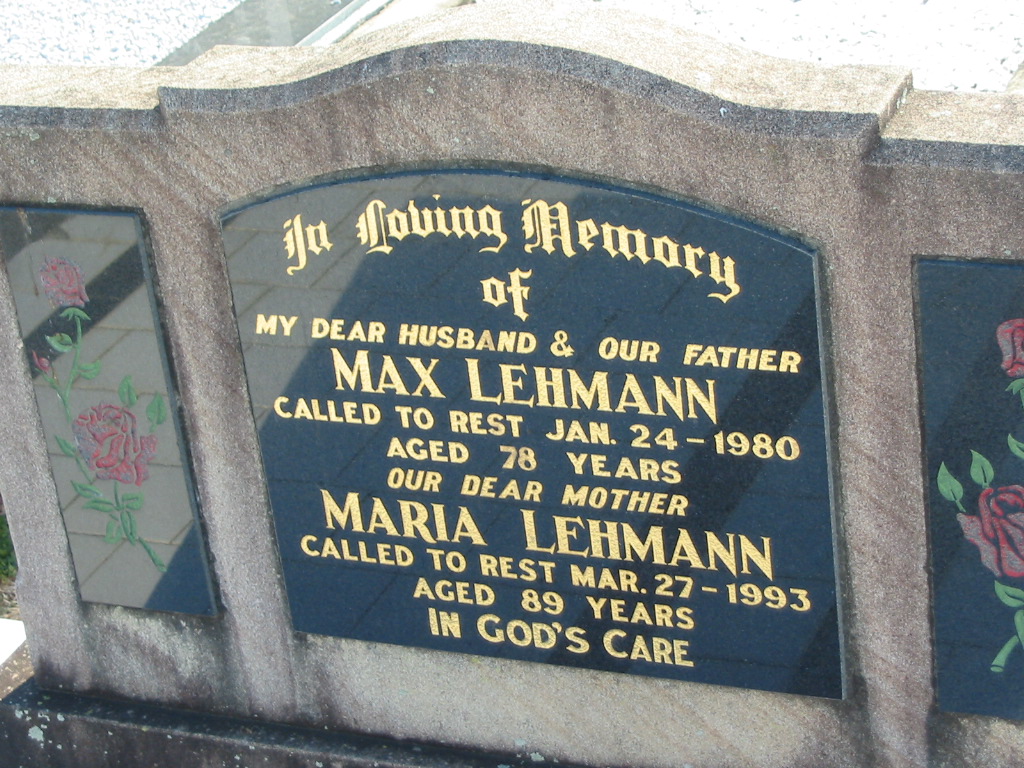 In Loving Memory
of
MY DEAR HUSBAND & OUR FATHER
MAX LEHMANN
CALLED TO REST JAN. 24 - 1980
AGED 78 YEARS
OUR DEAR MOTHER
MARIA LEHMANN
CALLED TO REST MAR. 27 - 1993
AGED 89 YEARS
IN GOD'S CARE